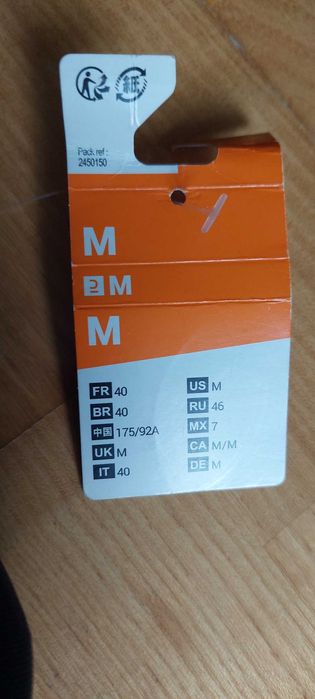 紙
Pack ref :
2450150
M
M
M
FR 40
BR 40
中国 175/92A
UK M
IT 40
US M
RU 46
MX 7
CA M/M
DE M